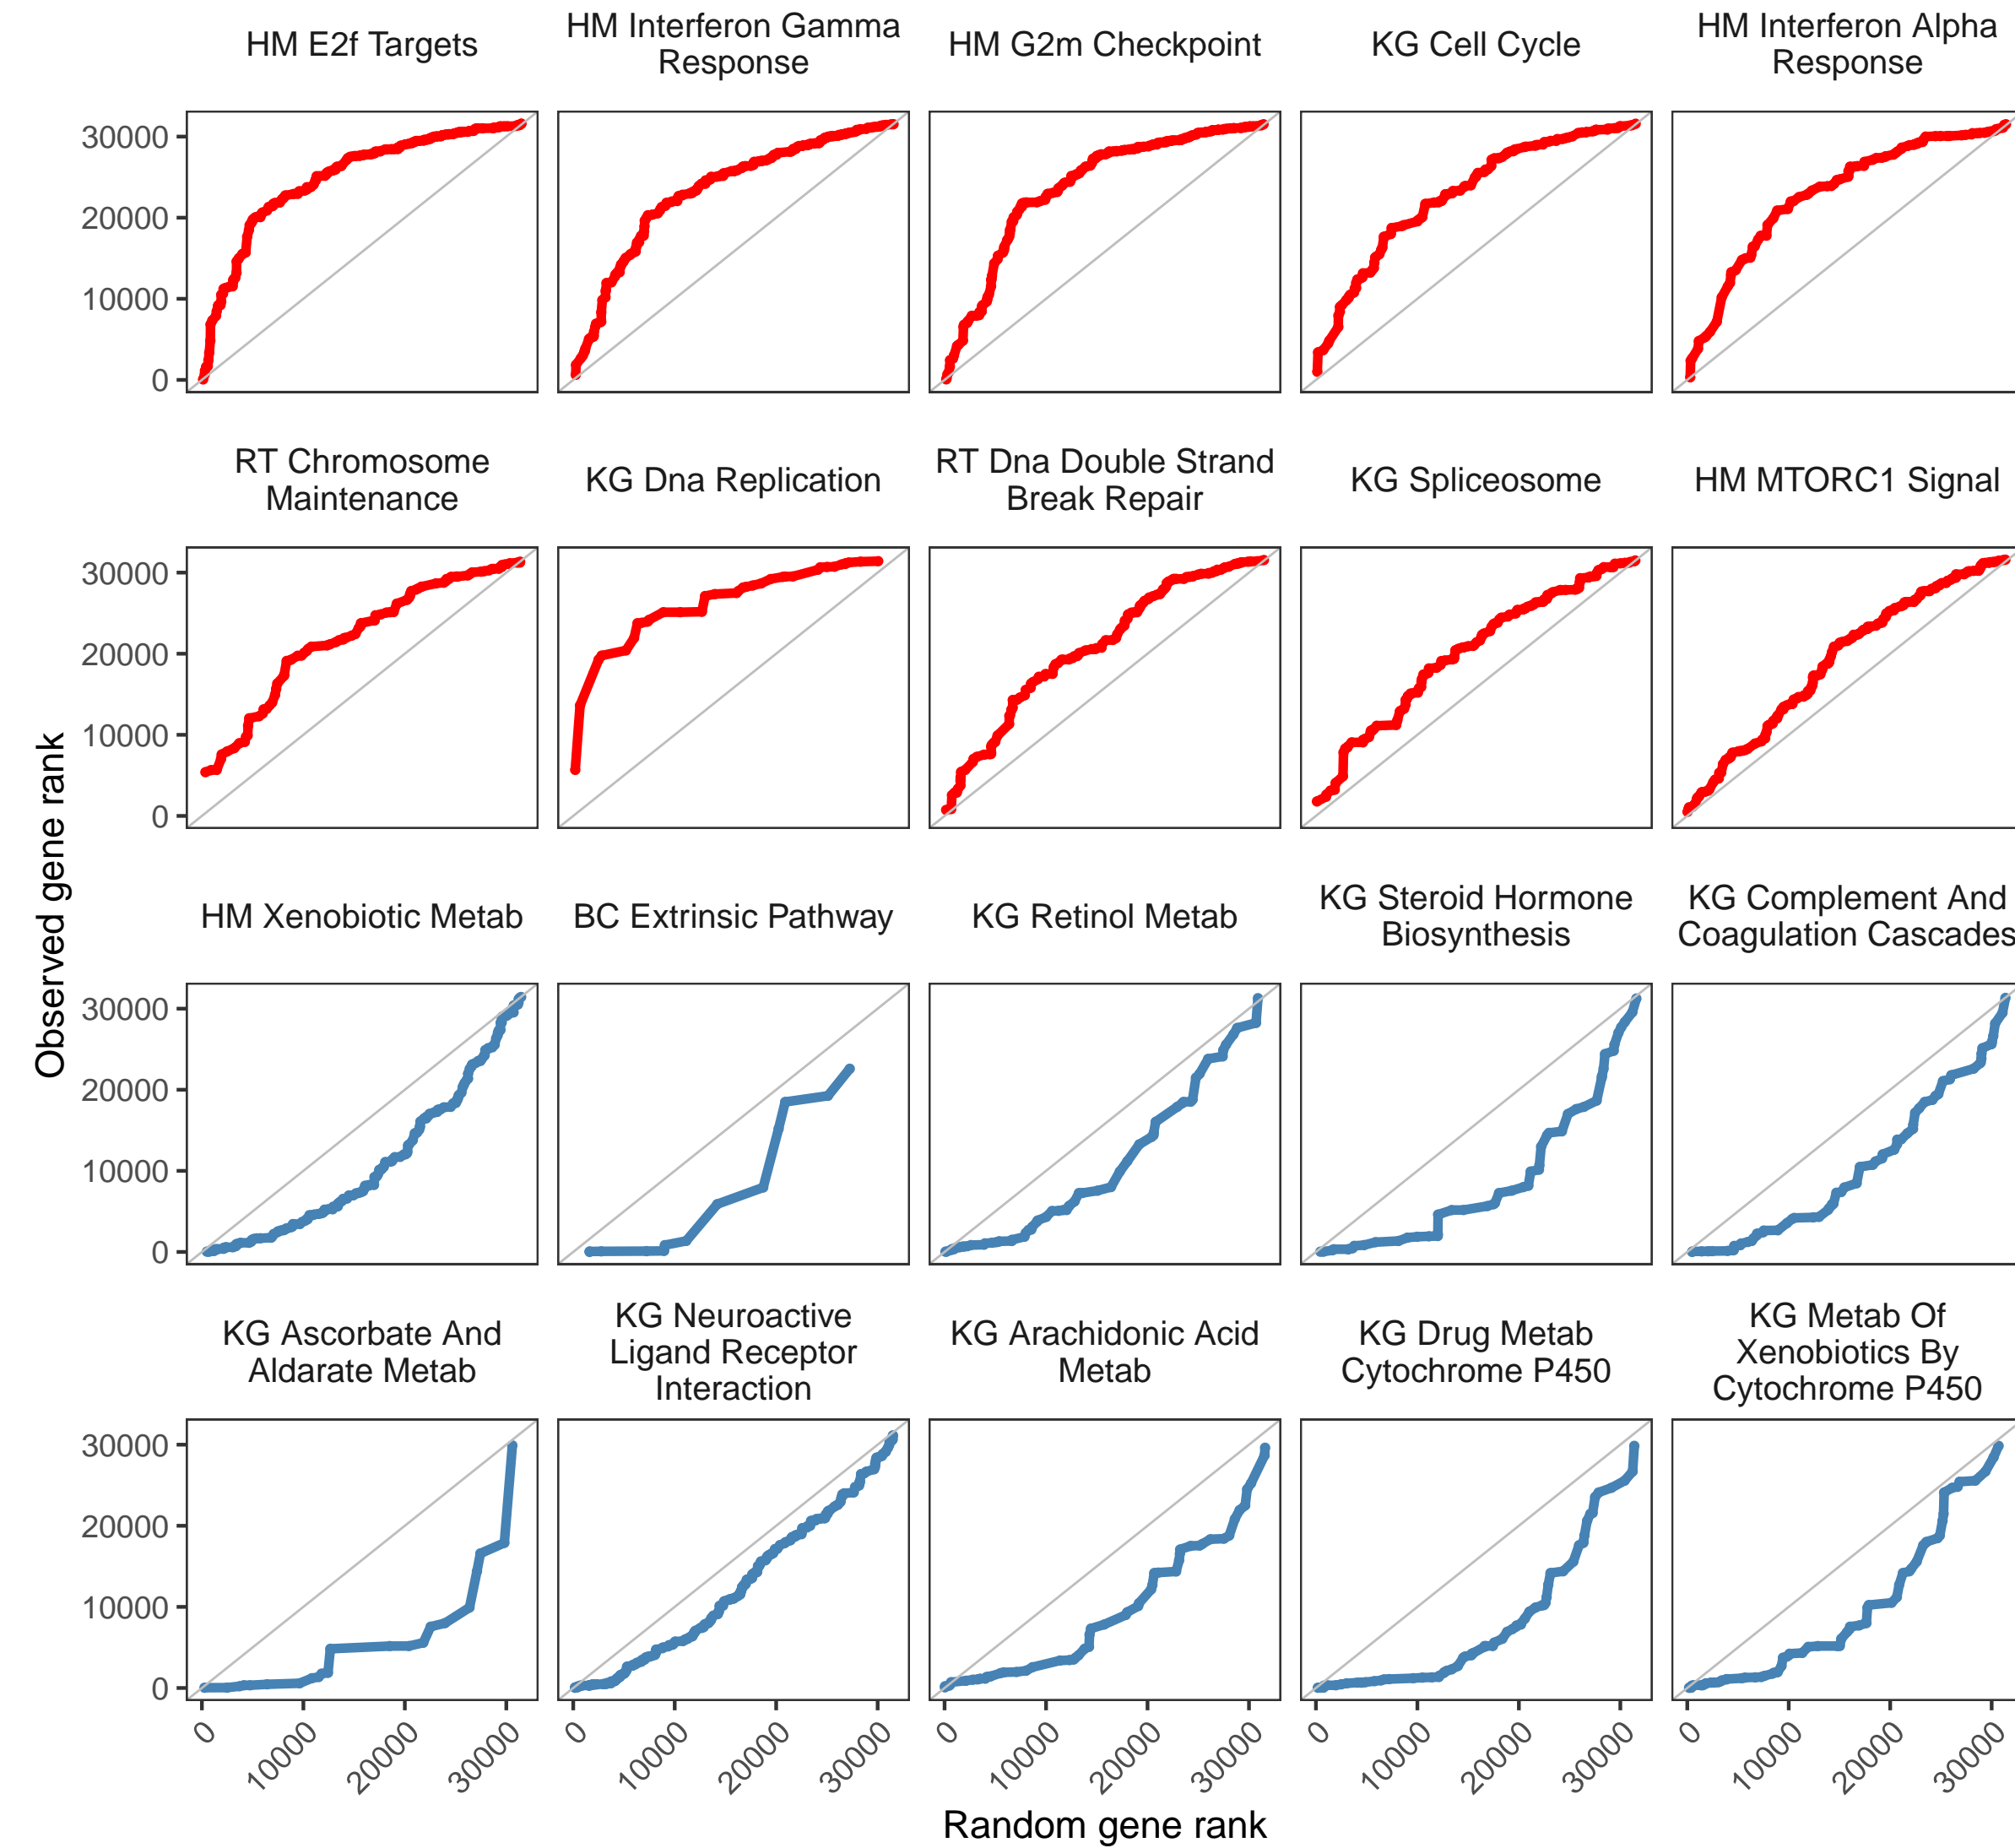 HM E2f Targets
HM Interferon Gamma
Response
HM G2m Checkpoint
KG Cell Cycle
HM Interferon Alpha
Response
30000
20000
10000
0
RT Chromosome
Maintenance
KG Dna Replication
RT Dna Double Strand
Break Repair
KG Spliceosome
HM MTORC1 Signal
30000
20000
10000
0
Observed gene rank
HM Xenobiotic Metab
BC Extrinsic Pathway
KG Retinol Metab
KG Steroid Hormone
Biosynthesis
KG Complement And
Coagulation Cascades
30000
20000
10000
0
KG Ascorbate And
Aldarate Metab
KG Neuroactive
Ligand Receptor
Interaction
KG Arachidonic Acid
Metab
KG Drug Metab
Cytochrome P450
KG Metab Of
Xenobiotics By
Cytochrome P450
30000
20000
10000
0
0 10000 20000 30000
0 10000 20000 30000
0 10000 20000 30000
0 10000 20000 30000
0 10000 20000 30000
Random gene rank